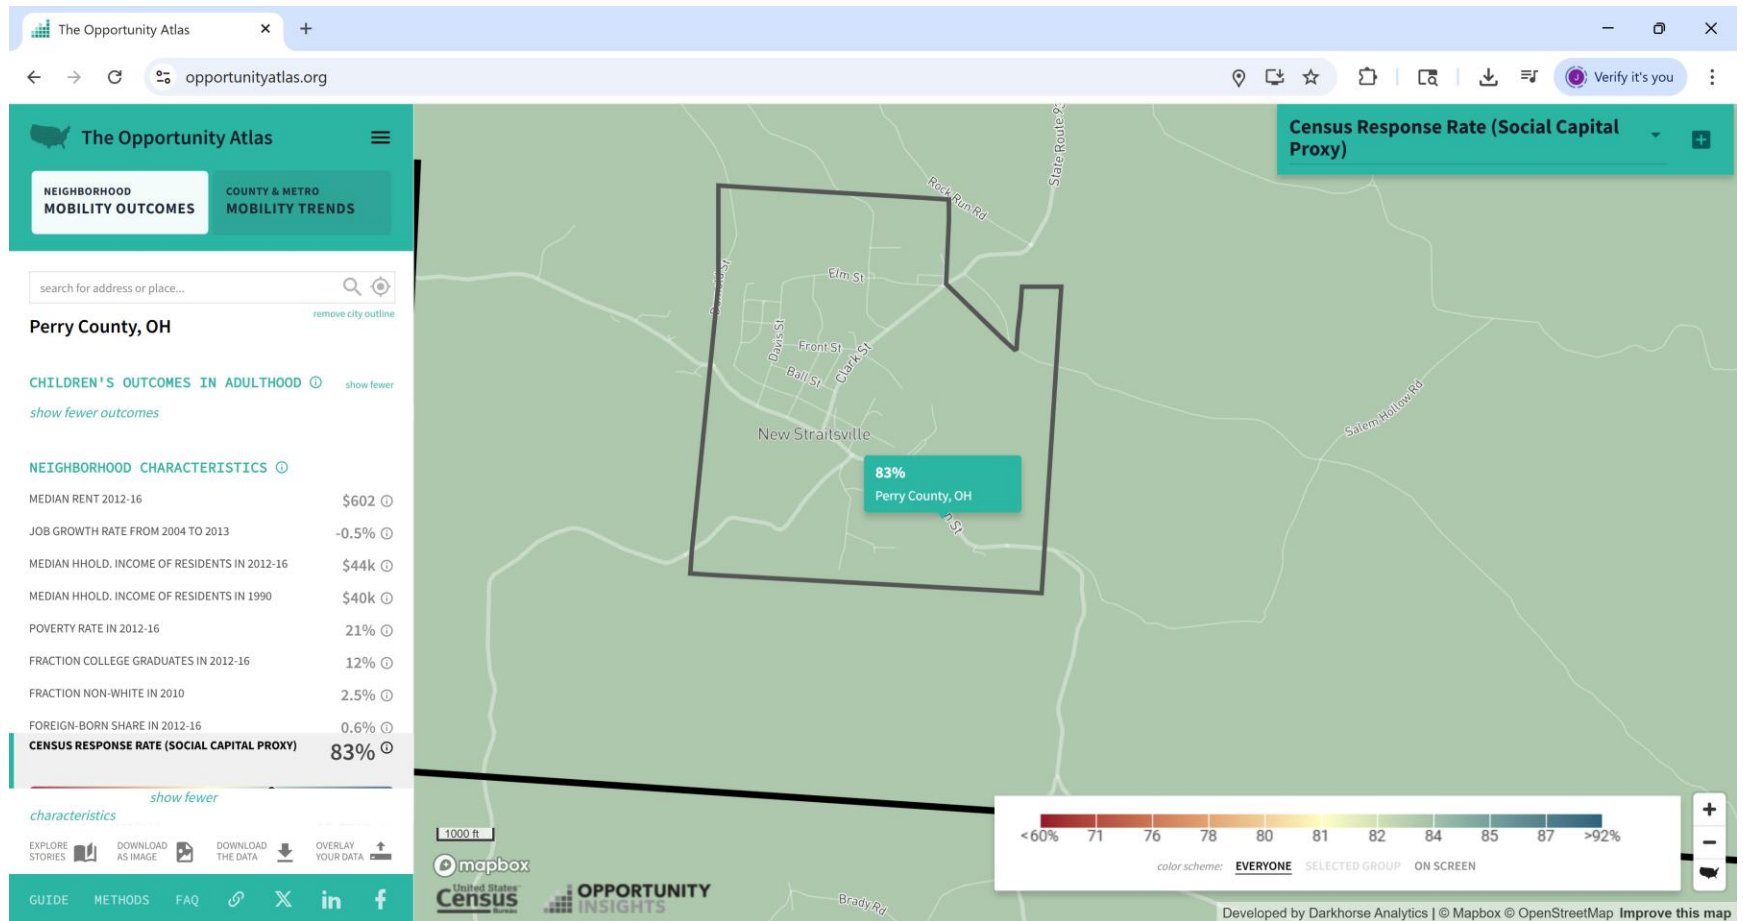 The Opportunity Atlas
opportunityatlas.org
Verify it's you
The Opportunity Atlas
NEIGHBORHOOD
MOBILITY OUTCOMES
COUNTY & METRO
MOBILITY TRENDS
search for address or place...
remove city outline
Perry County, OH
CHILDREN'S OUTCOMES IN ADULTHOOD show fewer
show fewer outcomes
NEIGHBORHOOD CHARACTERISTICS
MEDIAN RENT 2012-16 $602
JOB GROWTH RATE FROM 2004 TO 2013 -0.5%
MEDIAN HHOLD. INCOME OF RESIDENTS IN 2012-16 $44k
MEDIAN HHOLD. INCOME OF RESIDENTS IN 1990 $40k
POVERTY RATE IN 2012-16 21%
FRACTION COLLEGE GRADUATES IN 2012-16 12%
FRACTION NON-WHITE IN 2010 2.5%
FOREIGN-BORN SHARE IN 2012-16 0.6%
CENSUS RESPONSE RATE (SOCIAL CAPITAL PROXY) 83%
show fewer
characteristics
EXPLORE
STORIES
DOWNLOAD
AS IMAGE
DOWNLOAD
THE DATA
OVERLAY
YOUR DATA
GUIDE METHODS FAQ
Census Response Rate (Social Capital
Proxy)
State Route 93
Rock Run Rd
Elm St
Davis St
Front St
Clark St
Ball St
New Straitsville
Salem Hollow Rd
83%
Perry County, OH
n St
1000 ft
mapbox
United States
Census
Bureau
OPPORTUNITY
INSIGHTS
Brady Rd
<60% 71 76 78 80 81 82 84 85 87 >92%
color scheme: EVERYONE SELECTED GROUP ON SCREEN
Developed by Darkhorse Analytics | © Mapbox © OpenStreetMap Improve this map